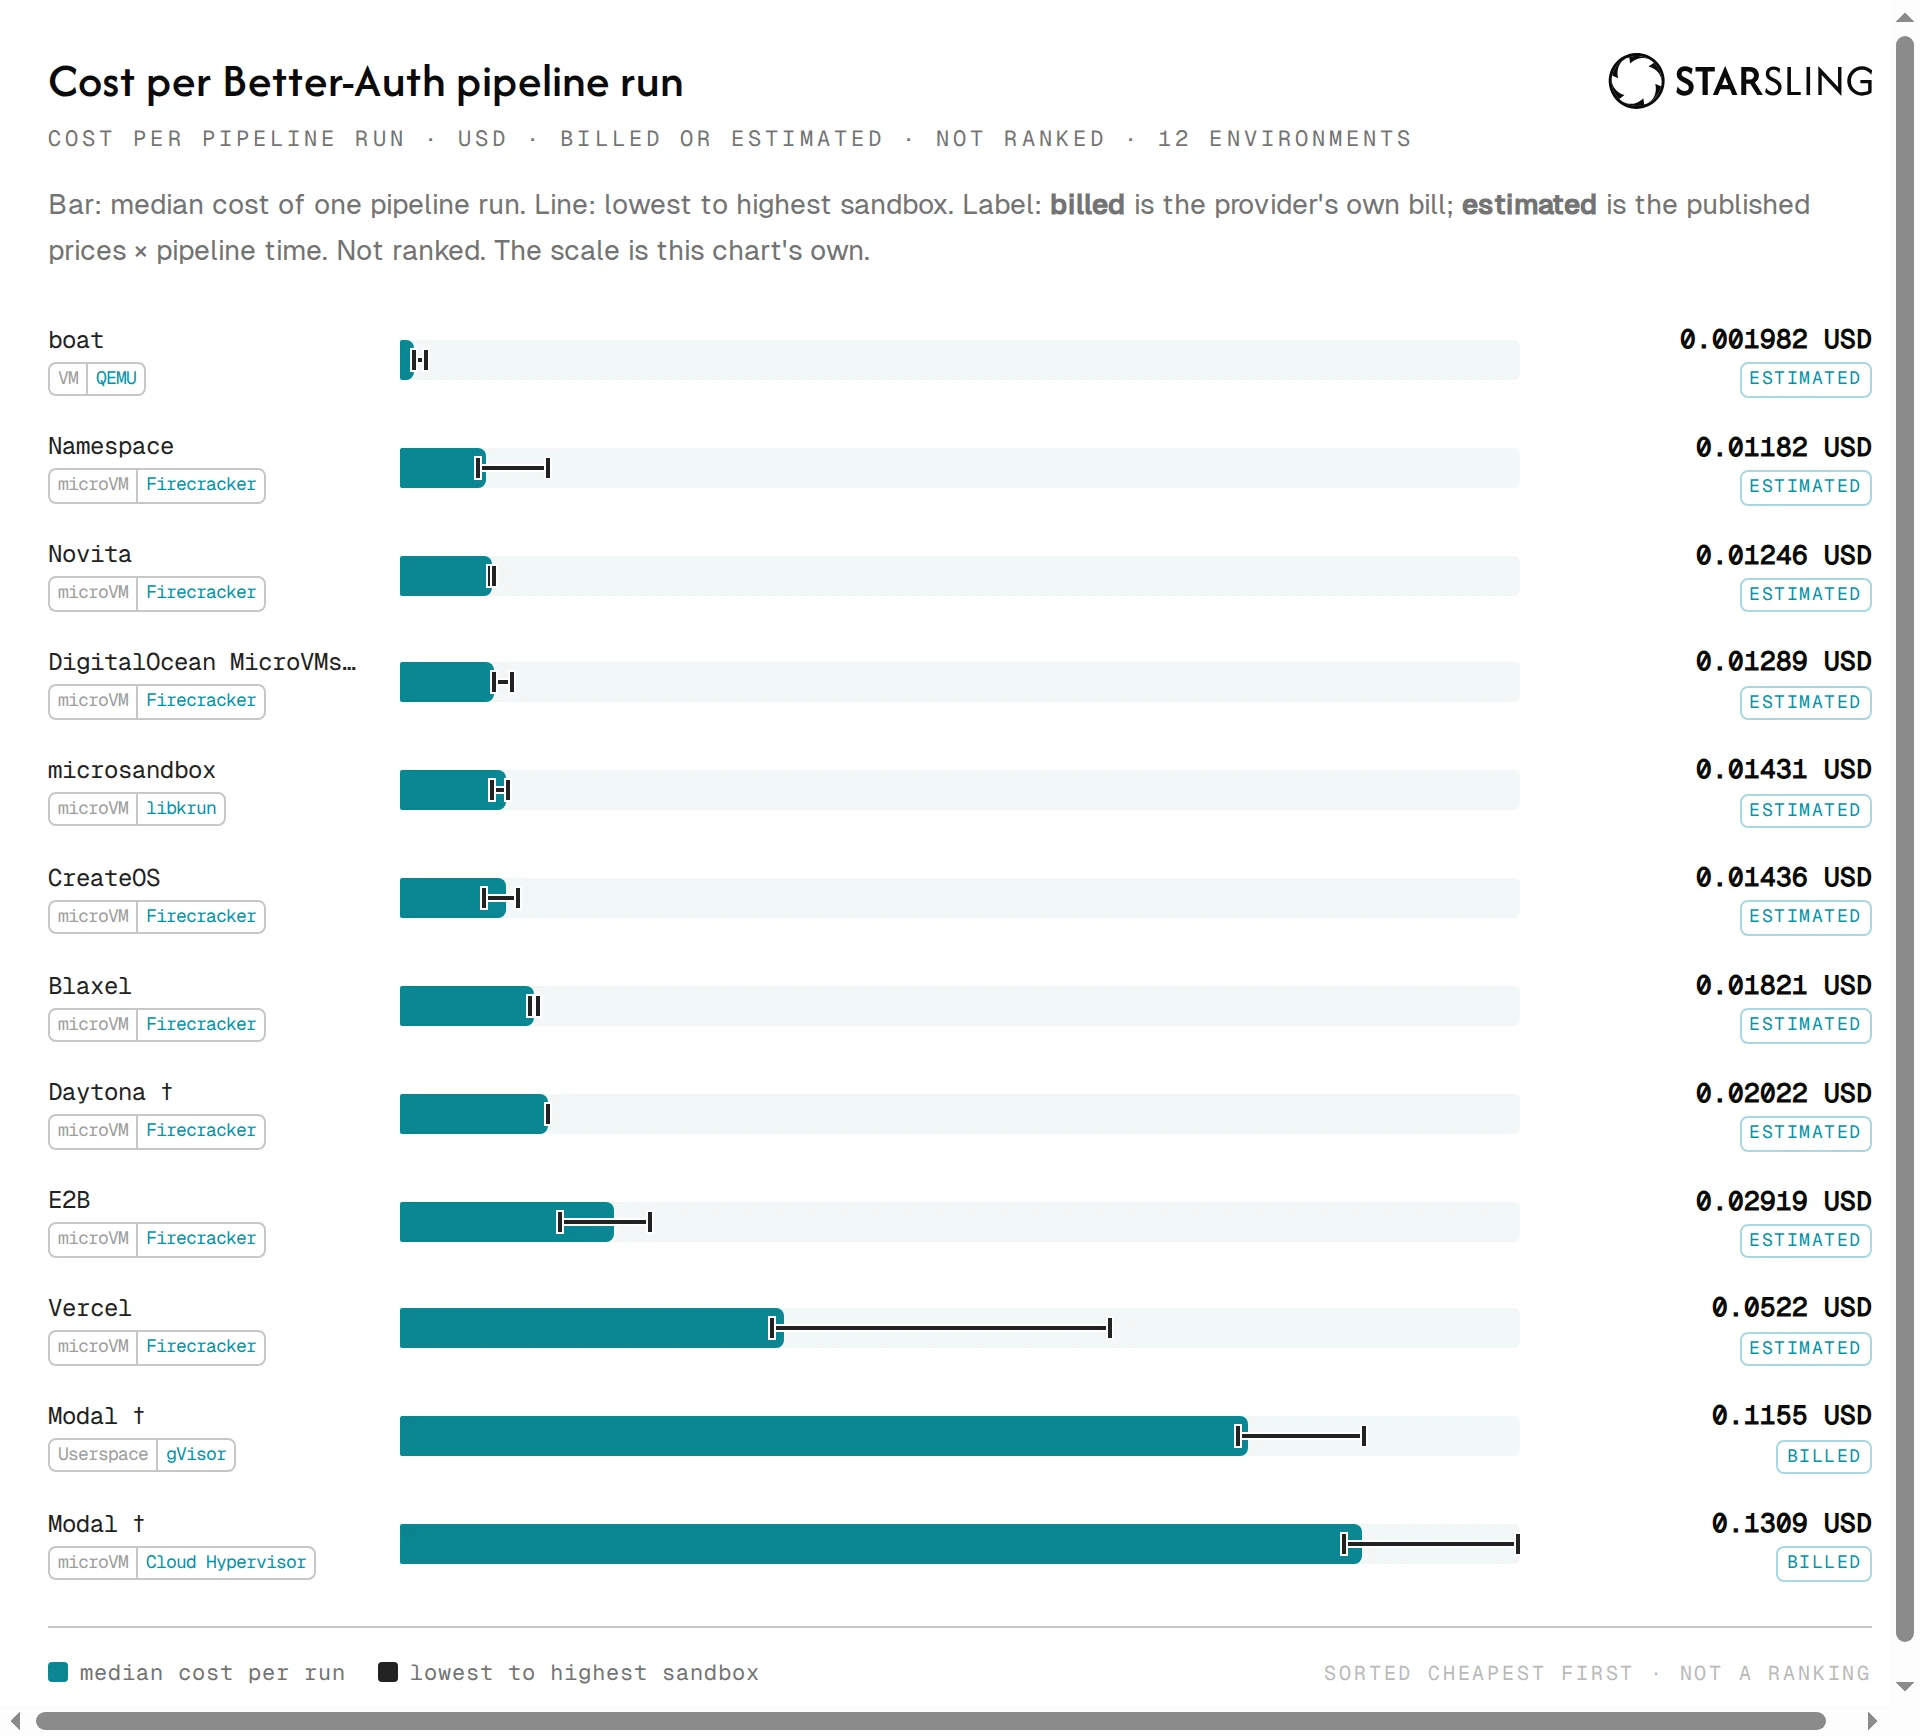 Cost per Better-Auth pipeline run
STARSLING
COST PER PIPELINE RUN · USD · BILLED OR ESTIMATED · NOT RANKED · 12 ENVIRONMENTS
Bar: median cost of one pipeline run. Line: lowest to highest sandbox. Label: billed is the provider's own bill; estimated is the published
prices × pipeline time. Not ranked. The scale is this chart's own.
boat
0.001982 USD
VM QEMU
ESTIMATED
Namespace
0.01182 USD
microVM Firecracker
ESTIMATED
Novita
0.01246 USD
microVM Firecracker
ESTIMATED
DigitalOcean MicroVMs…
0.01289 USD
microVM Firecracker
ESTIMATED
microsandbox
0.01431 USD
microVM libkrun
ESTIMATED
CreateOS
0.01436 USD
microVM Firecracker
ESTIMATED
Blaxel
0.01821 USD
microVM Firecracker
ESTIMATED
Daytona †
0.02022 USD
microVM Firecracker
ESTIMATED
E2B
0.02919 USD
microVM Firecracker
ESTIMATED
Vercel
0.0522 USD
microVM Firecracker
ESTIMATED
Modal †
0.1155 USD
Userspace gVisor
BILLED
Modal †
0.1309 USD
microVM Cloud Hypervisor
BILLED
median cost per run lowest to highest sandbox
SORTED CHEAPEST FIRST · NOT A RANKING